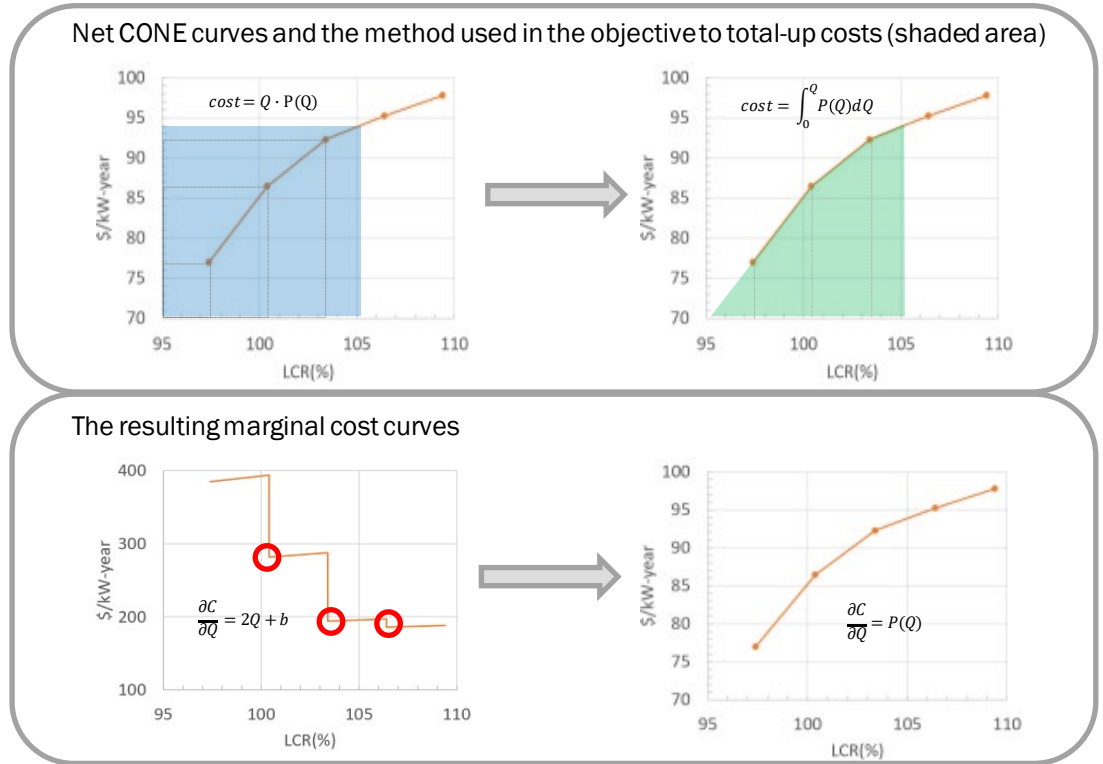 Net CONE curves and the method used in the objective to total-up costs (shaded area)
100
95
90
85
80
75
70
$/kW-year
cost = Q · P(Q)
95 100 105 110
LCR(%)
100
95
90
85
80
75
70
$/kW-year
cost = ∫₀^Q P(Q)dQ
95 100 105 110
LCR(%)
The resulting marginal cost curves
400
300
200
100
$/kW-year
∂C/∂Q = 2Q + b
95 100 105 110
LCR(%)
100
95
90
85
80
75
70
$/kW-year
∂C/∂Q = P(Q)
95 100 105 110
LCR(%)